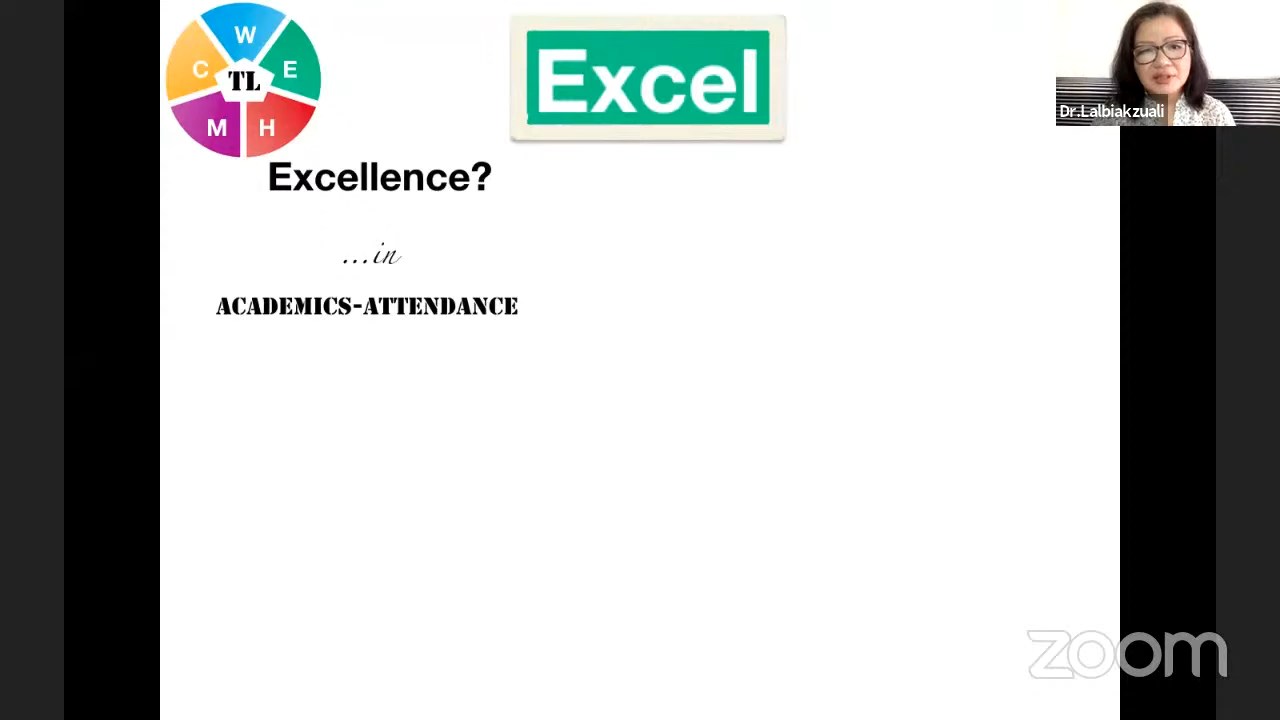 W
C
TL
E
M
H
Excel
Dr.Lalbiakzuali
Excellence?
...in
ACADEMICS-ATTENDANCE
zoom